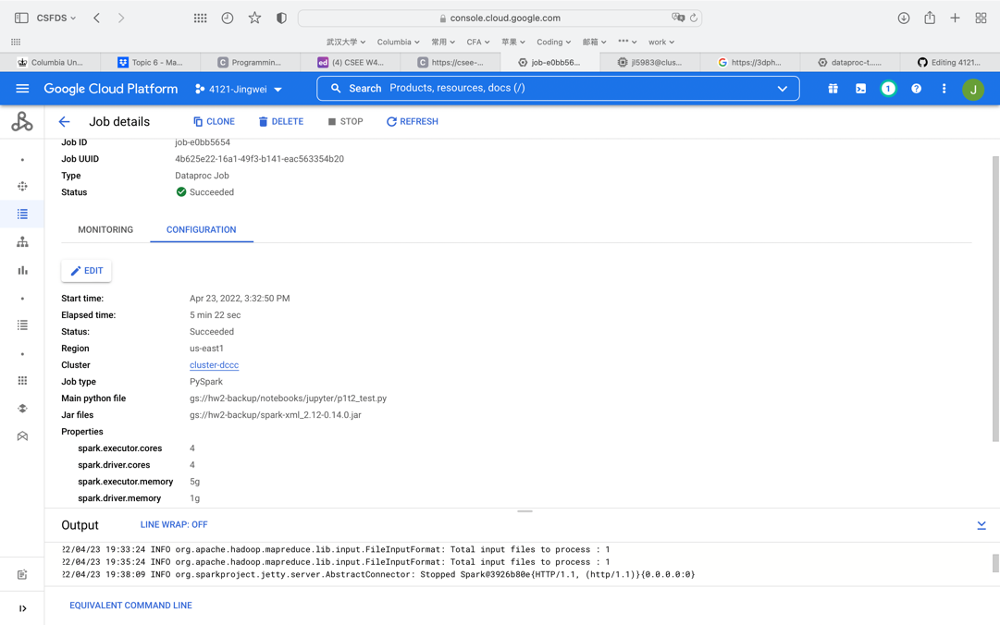 CSFDS
console.cloud.google.com
武汉大学 Columbia 常用 CFA 苹果 Coding 邮箱 *** work
Columbia Un... Topic 6 - Ma... Programmin... ed (4) CSEE W4... https://csee-... job-e0bb56... jl5983@clus... https://3dph... dataproc-t...... Editing 4121...
Google Cloud Platform 4121-Jingwei Search Products, resources, docs (/) 1 J
Job details CLONE DELETE STOP REFRESH
Job ID job-e0bb5654
Job UUID 4b625e22-16a1-49f3-b141-eac563354b20
Type Dataproc Job
Status Succeeded
MONITORING CONFIGURATION
EDIT
Start time: Apr 23, 2022, 3:32:50 PM
Elapsed time: 5 min 22 sec
Status: Succeeded
Region us-east1
Cluster cluster-dccc
Job type PySpark
Main python file gs://hw2-backup/notebooks/jupyter/p1t2_test.py
Jar files gs://hw2-backup/spark-xml_2.12-0.14.0.jar
Properties
spark.executor.cores 4
spark.driver.cores 4
spark.executor.memory 5g
spark.driver.memory 1g
Output LINE WRAP: OFF
22/04/23 19:33:24 INFO org.apache.hadoop.mapreduce.lib.input.FileInputFormat: Total input files to process : 1
22/04/23 19:35:24 INFO org.apache.hadoop.mapreduce.lib.input.FileInputFormat: Total input files to process : 1
22/04/23 19:38:09 INFO org.sparkproject.jetty.server.AbstractConnector: Stopped Spark@3926b80e{HTTP/1.1, (http/1.1)}{0.0.0.0:0}
EQUIVALENT COMMAND LINE